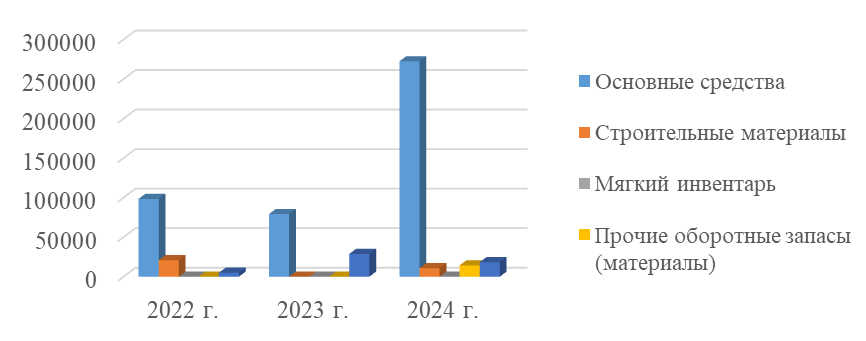 300000
250000
200000
150000
100000
50000
0
2022 г.
2023 г.
2024 г.
Основные средства
Строительные материалы
Мягкий инвентарь
Прочие оборотные запасы
(материалы)